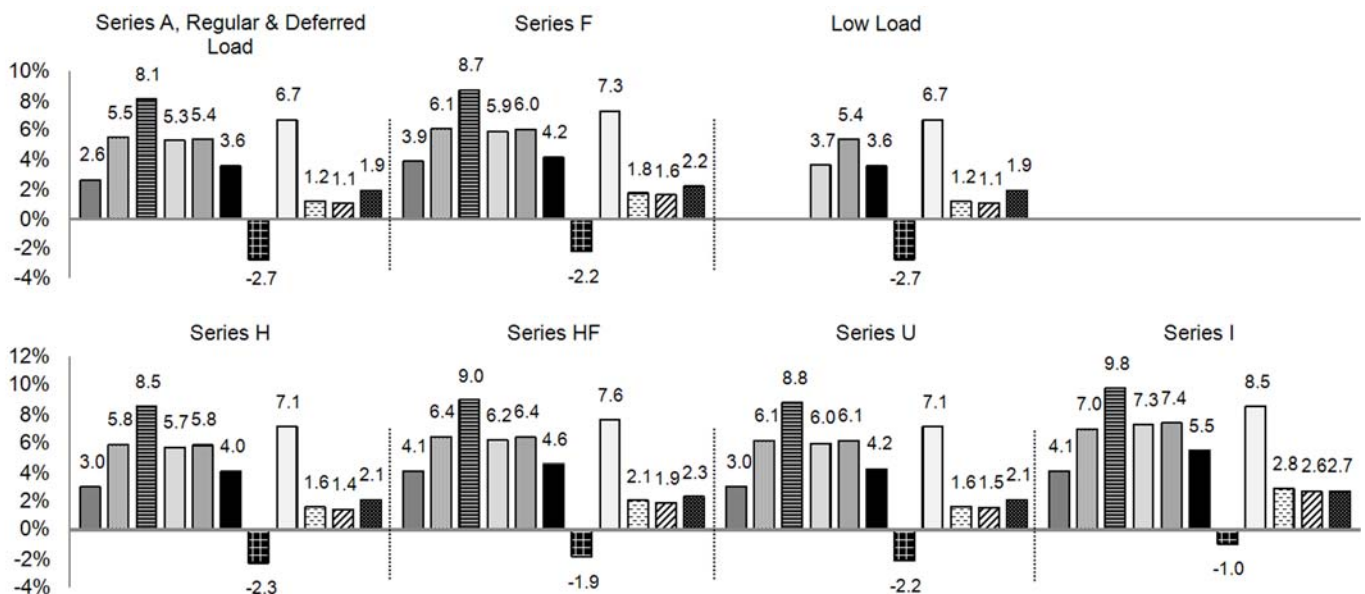 Series A, Regular & Deferred
Load
Series F
Low Load
10%
8%
6%
4%
2%
0%
-2%
-4%
2.6 5.5 8.1 5.3 5.4 3.6 -2.7 6.7 1.2 1.1 1.9
3.9 6.1 8.7 5.9 6.0 4.2 -2.2 7.3 1.8 1.6 2.2
3.7 5.4 3.6 -2.7 6.7 1.2 1.1 1.9
Series H
Series HF
Series U
Series I
12%
10%
8%
6%
4%
2%
0%
-2%
-4%
3.0 5.8 8.5 5.7 5.8 4.0 -2.3 7.1 1.6 1.4 2.1
4.1 6.4 9.0 6.2 6.4 4.6 -1.9 7.6 2.1 1.9 2.3
3.0 6.1 8.8 6.0 6.1 4.2 -2.2 7.1 1.6 1.5 2.1
4.1 7.0 9.8 7.3 7.4 5.5 -1.0 8.5 2.8 2.6 2.7